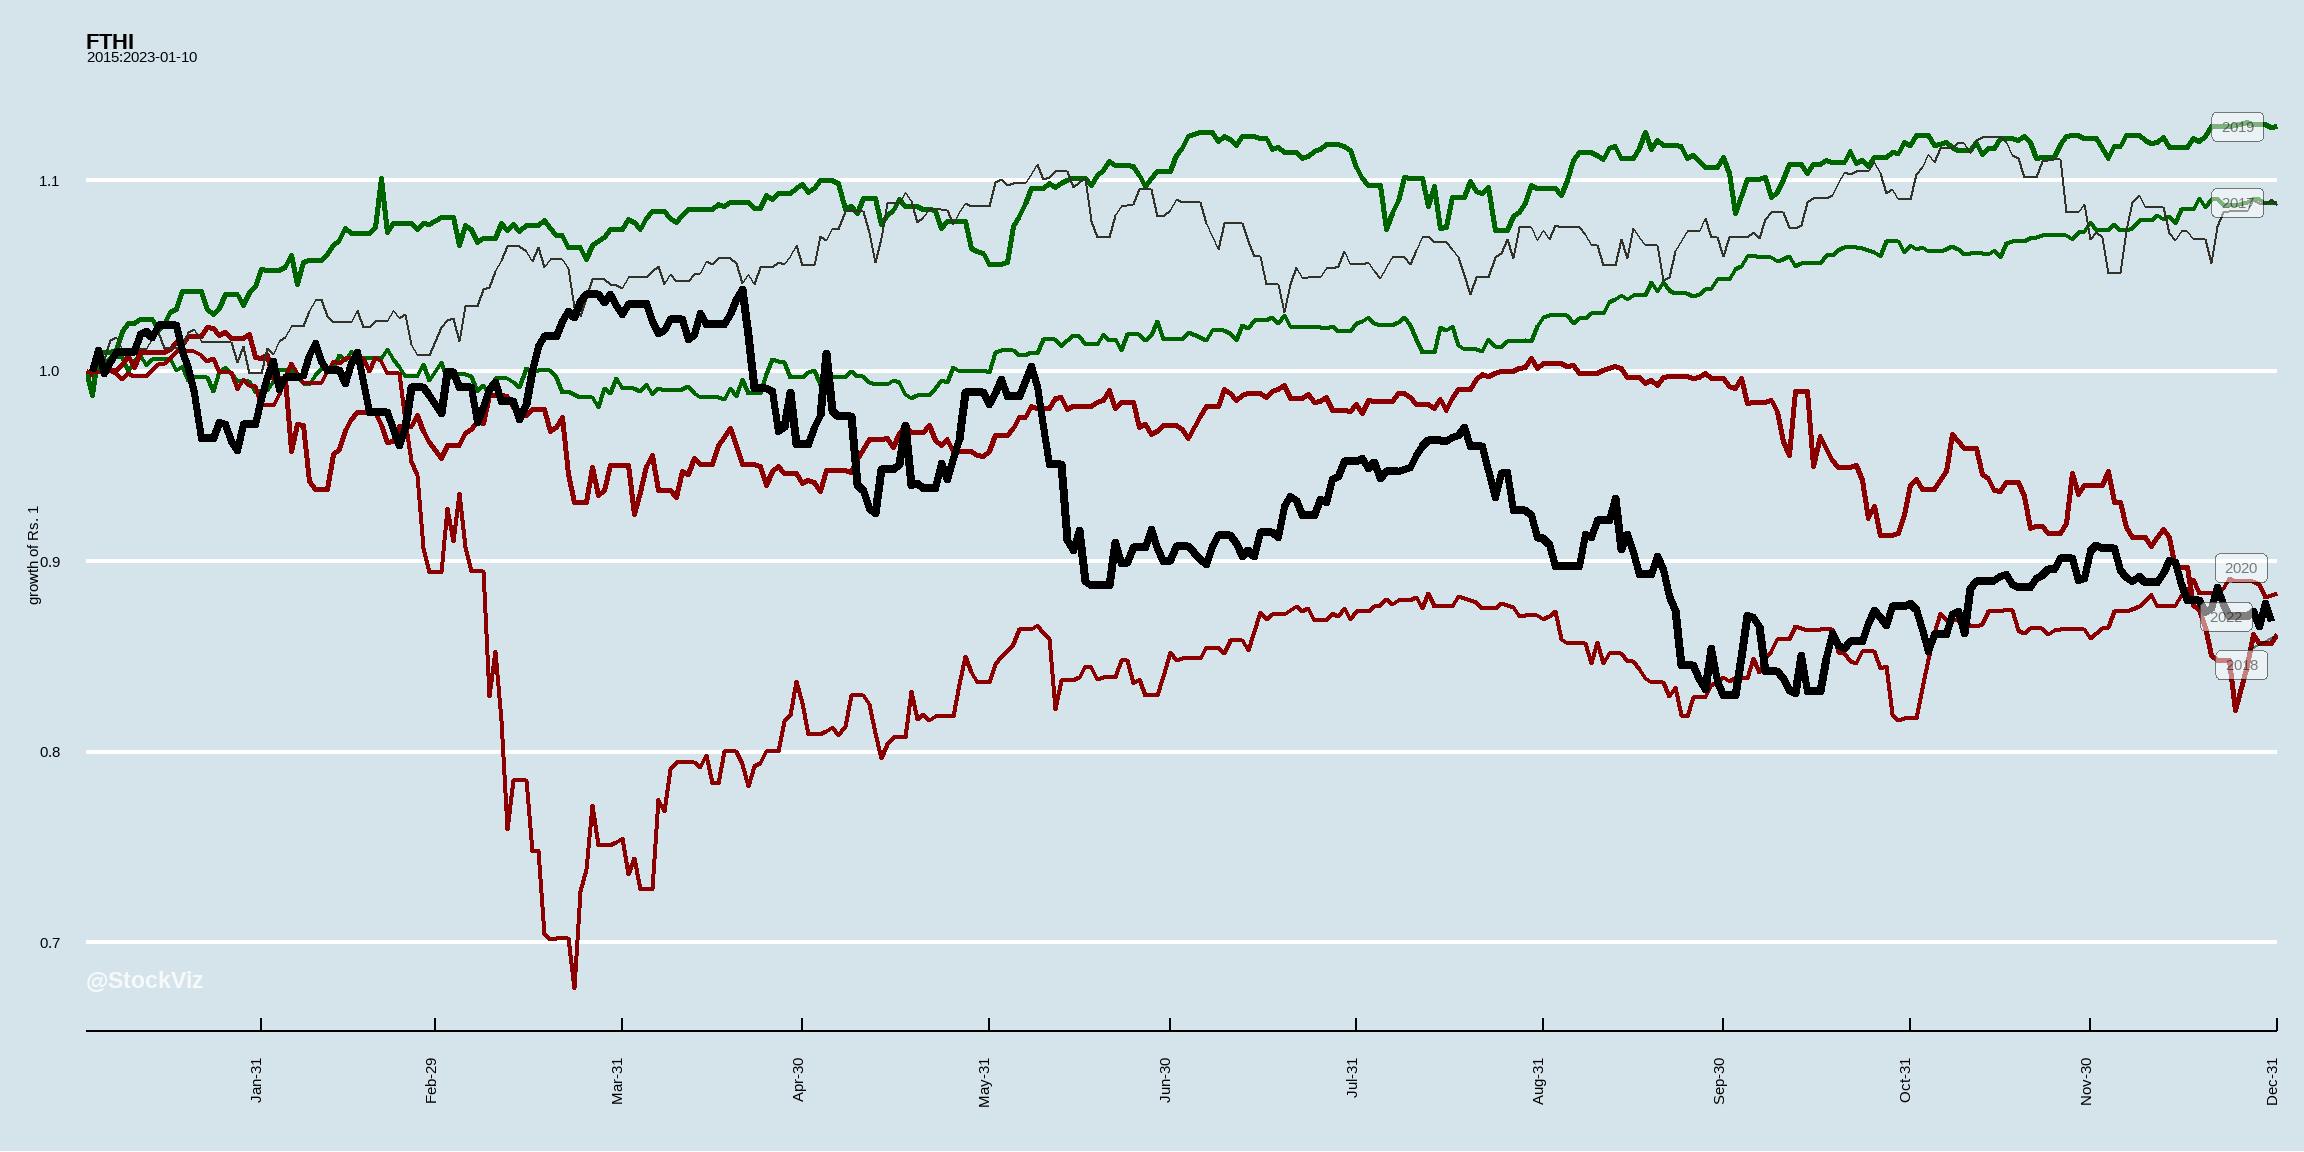 FTHI
2015:2023-01-10
2019
1.1
2017
1.0
growth of Rs. 1
0.9
2020
2022
2018
0.8
0.7
@StockViz
Jan-31
Feb-29
Mar-31
Apr-30
May-31
Jun-30
Jul-31
Aug-31
Sep-30
Oct-31
Nov-30
Dec-31